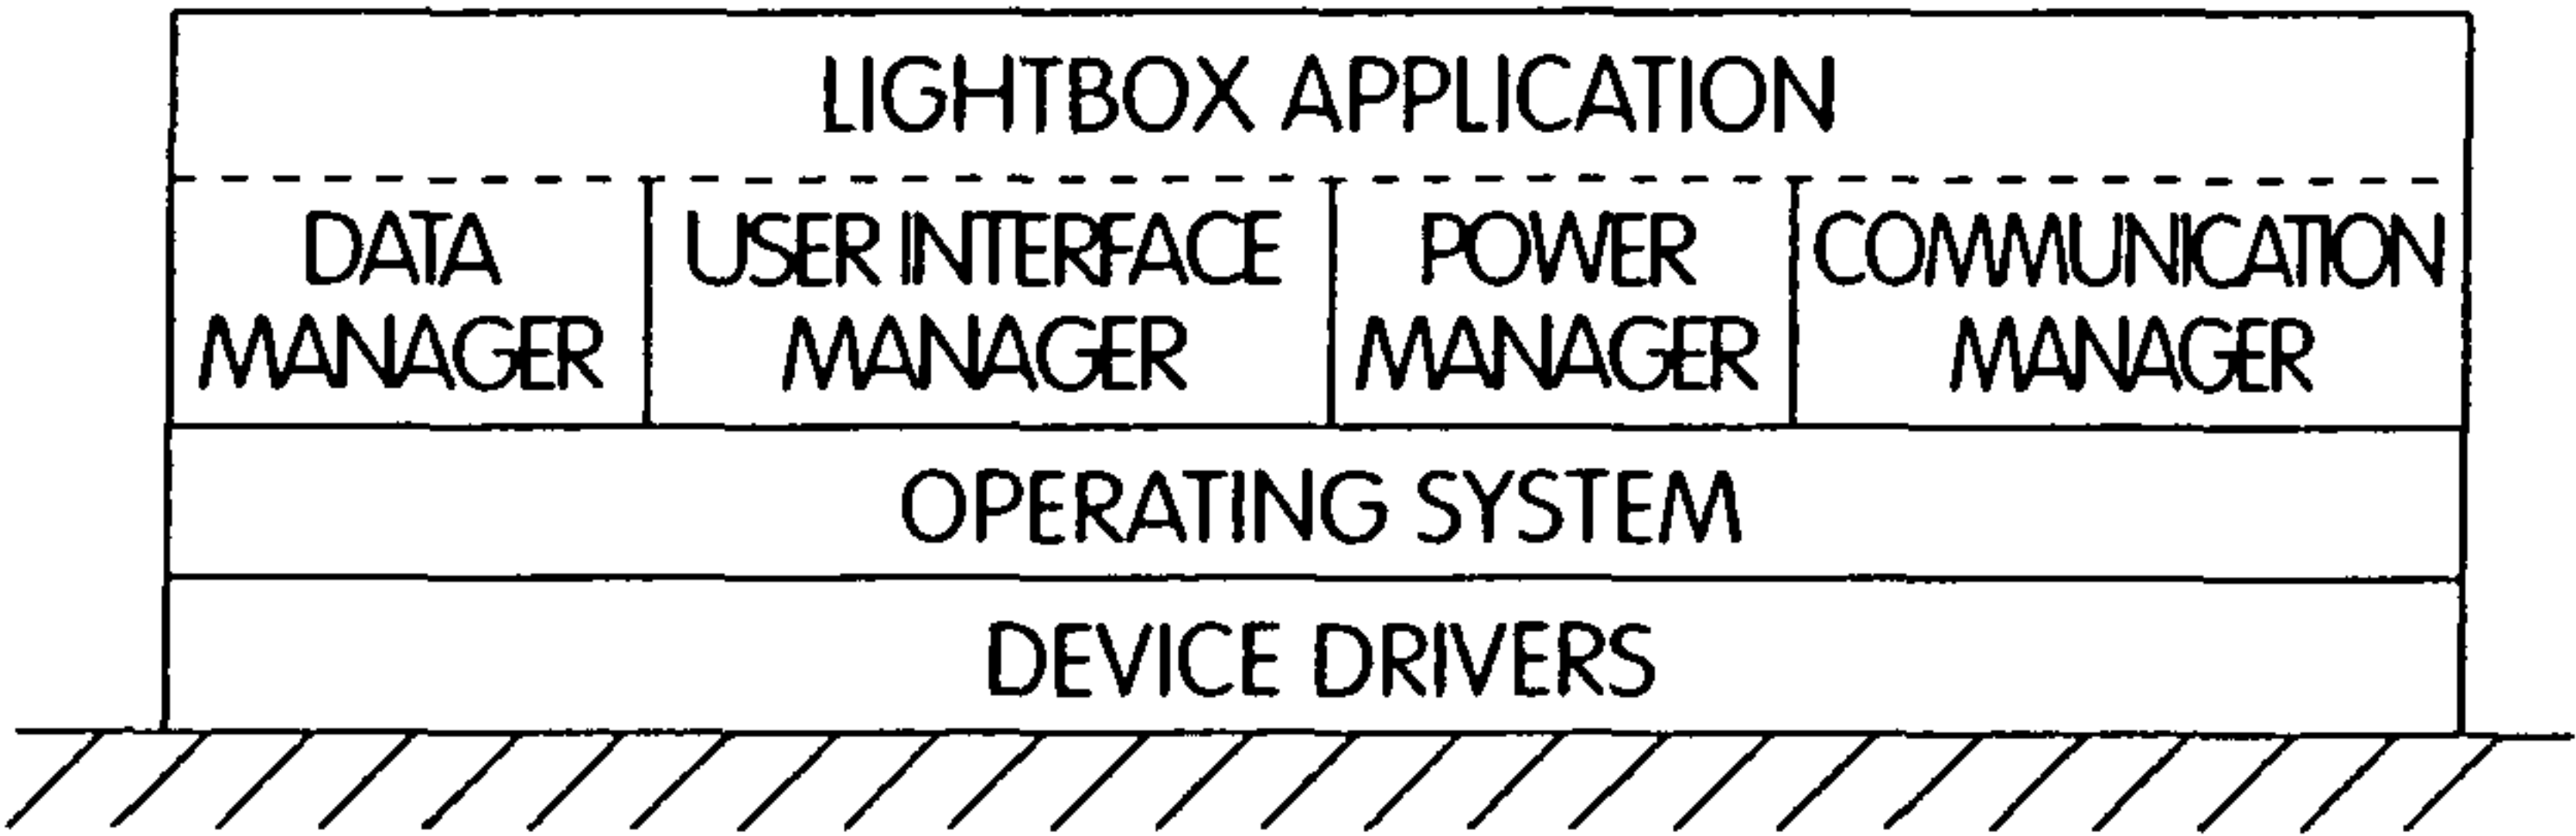 LIGHTBOX APPLICATION
DATA MANAGER
USER INTERFACE MANAGER
POWER MANAGER
COMMUNICATION MANAGER
OPERATING SYSTEM
DEVICE DRIVERS